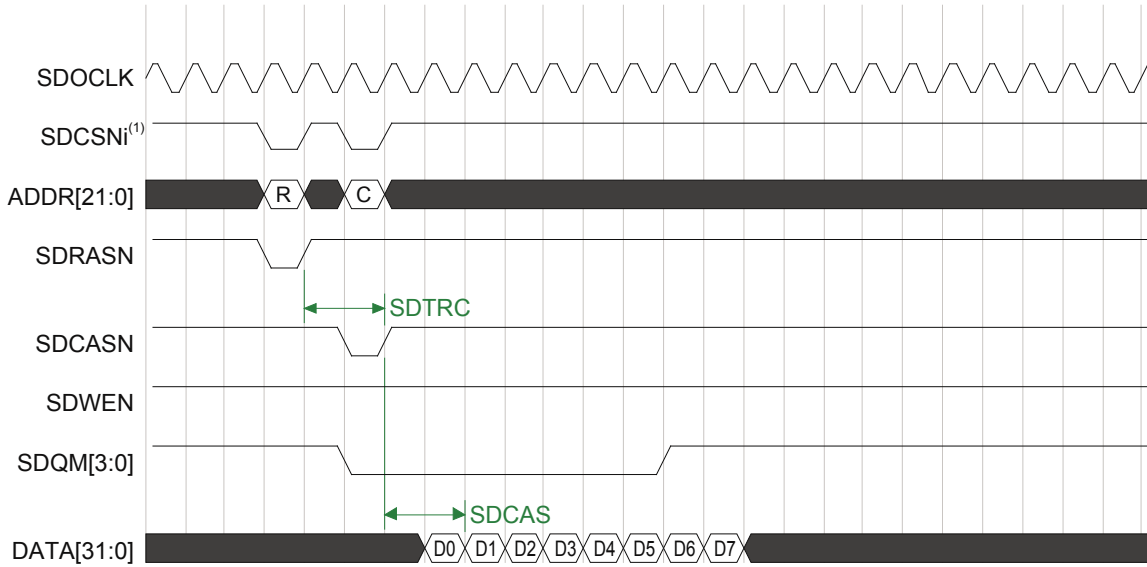 SDOCLK
SDCSNi(1)
ADDR[21:0]
R
C
SDRASN
SDTRC
SDCASN
SDWEN
SDQM[3:0]
SDCAS
DATA[31:0]
D0 D1 D2 D3 D4 D5 D6 D7